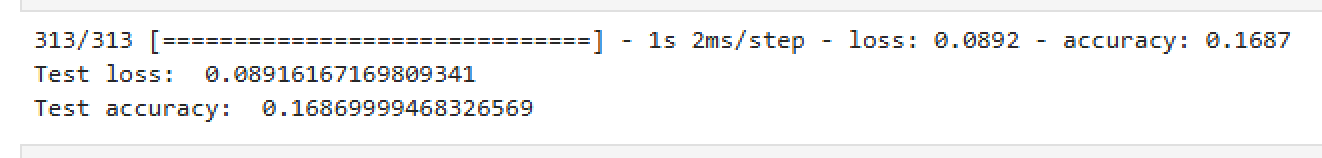 313/313 [==============================] - 1s 2ms/step - loss: 0.0892 - accuracy: 0.1687
Test loss:  0.08916167169809341
Test accuracy:  0.16869999468326569